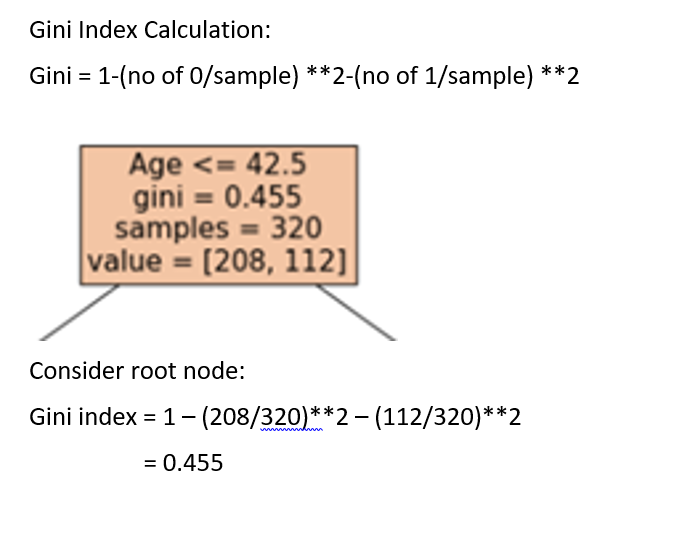 Gini Index Calculation:
Gini = 1-(no of 0/sample) **2-(no of 1/sample) **2
Age <= 42.5
gini = 0.455
samples = 320
value = [208, 112]
Consider root node:
Gini index = 1 – (208/320)**2 – (112/320)**2
= 0.455